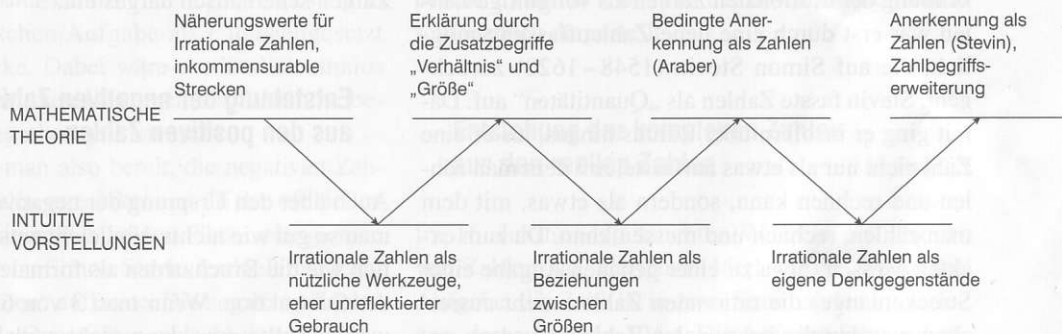 Näherungswerte für
Irrationale Zahlen,
inkommensurable
Strecken
Erklärung durch
die Zusatzbegriffe
„Verhältnis“ und
„Größe“
Bedingte Aner-
kennung als Zahlen
(Araber)
Anerkennung als
Zahlen (Stevin),
Zahlbegriffs-
erweiterung
MATHEMATISCHE
THEORIE
INTUITIVE
VORSTELLUNGEN
Irrationale Zahlen als
nützliche Werkzeuge,
eher unreflektierter
Gebrauch
Irrationale Zahlen als
Beziehungen
zwischen
Größen
Irrationale Zahlen als
eigene Denkgegenstände